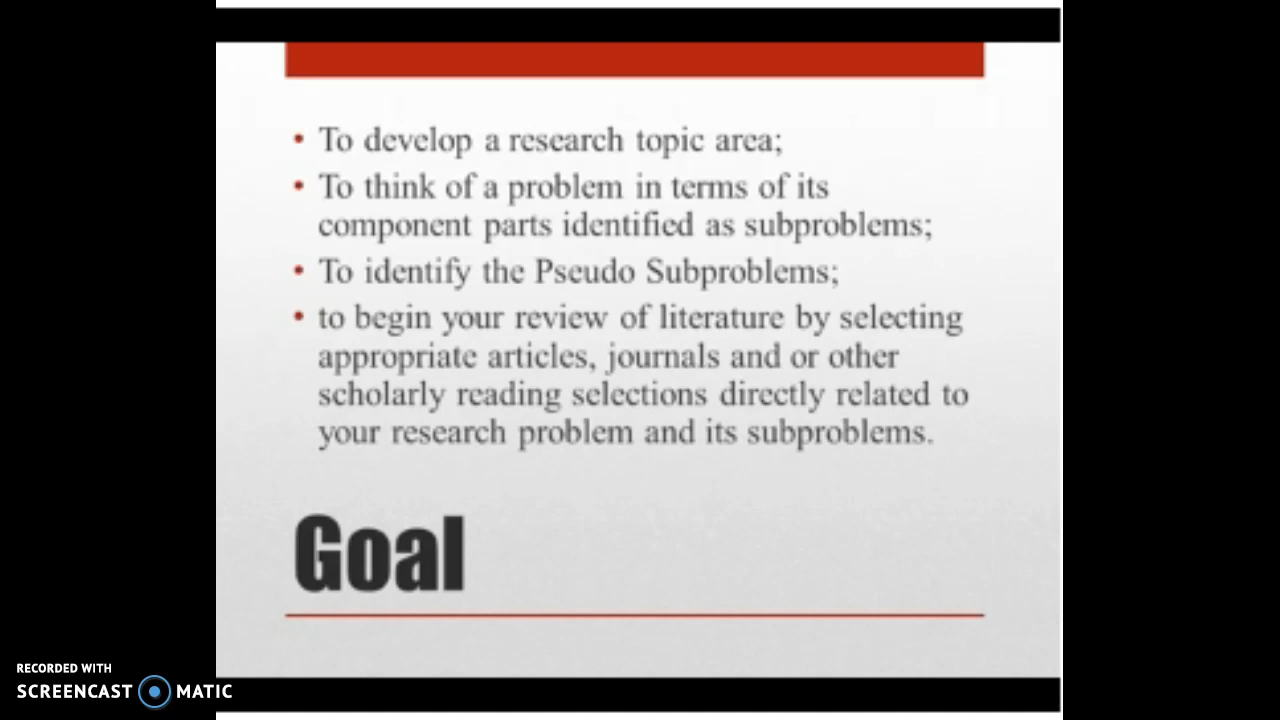 • To develop a research topic area;
• To think of a problem in terms of its
component parts identified as subproblems;
• To identify the Pseudo Subproblems;
• to begin your review of literature by selecting
appropriate articles, journals and or other
scholarly reading selections directly related to
your research problem and its subproblems.
Goal
RECORDED WITH
SCREENCAST MATIC